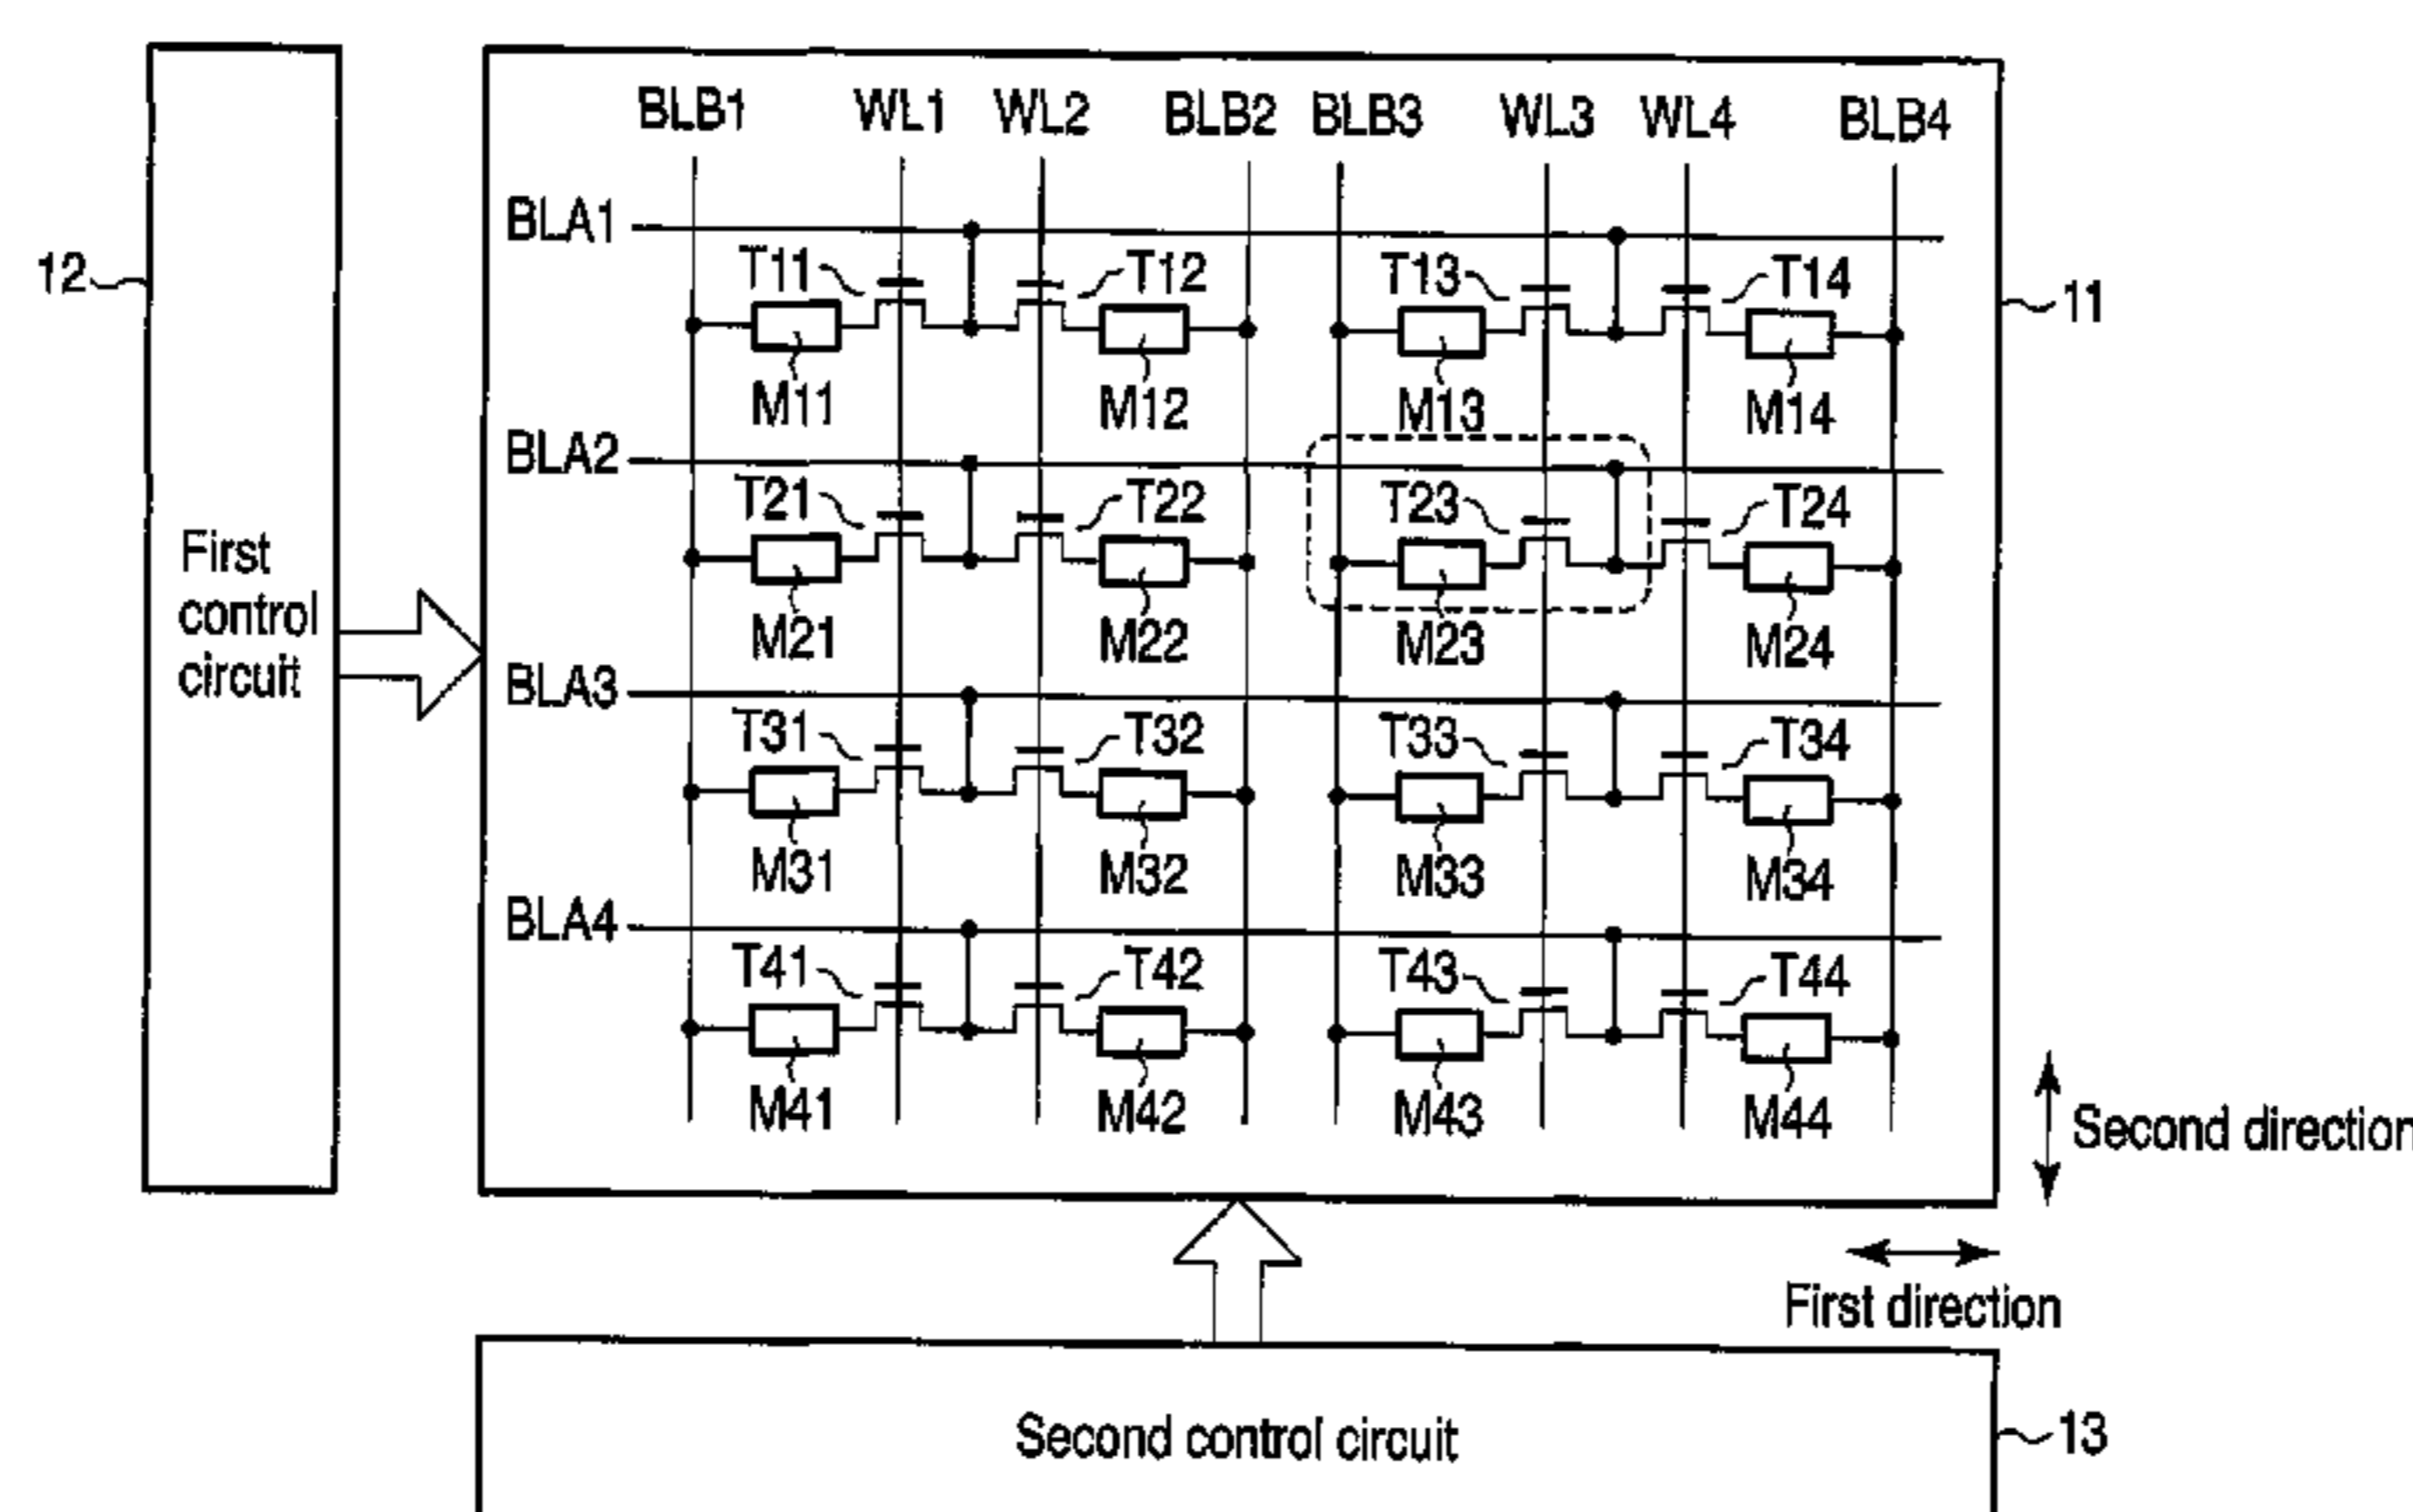 BLB1 WL1 WL2 BLB2 BLB3 WL3 WL4 BLB4
BLA1
T11 T12 T13 T14
12
11
M11 M12 M13 M14
BLA2
T21 T22 T23 T24
First
control
circuit
M21 M22 M23 M24
BLA3
T31 T32 T33 T34
M31 M32 M33 M34
BLA4
T41 T42 T43 T44
M41 M42 M43 M44
Second direction
First direction
Second control circuit
13